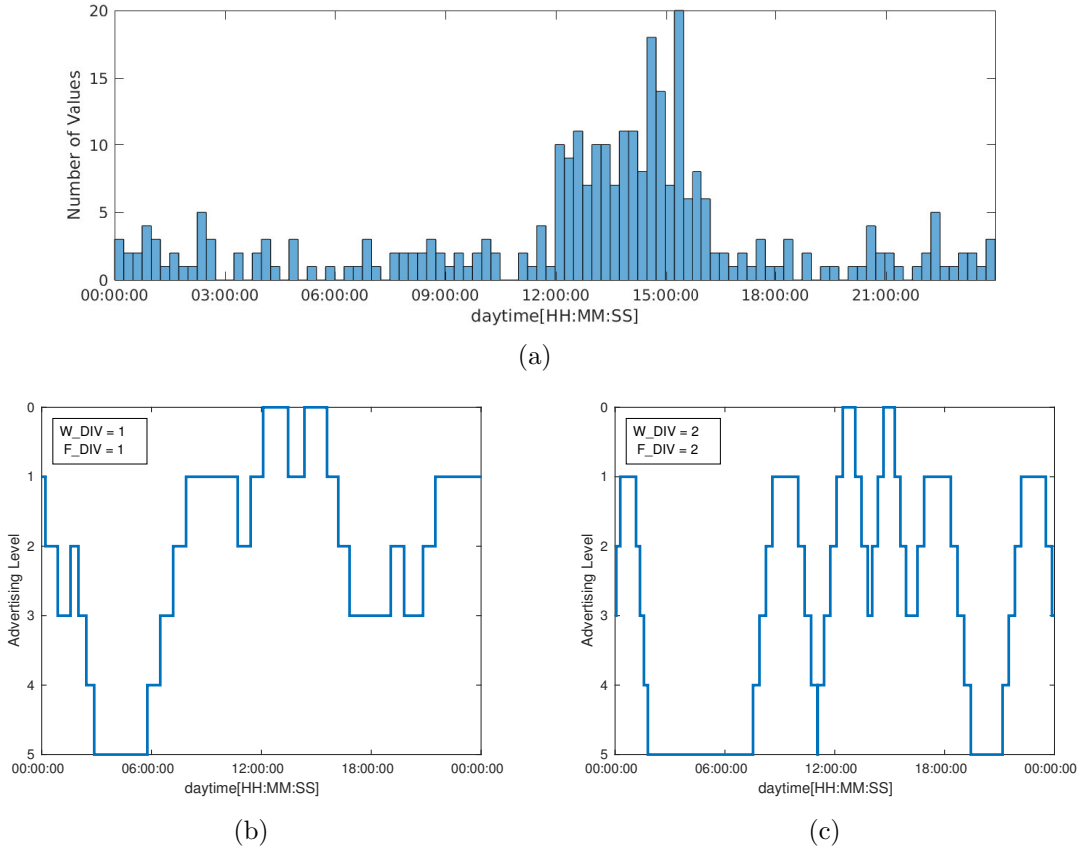 20
15
10
5
0
Number of Values
00:00:00 03:00:00 06:00:00 09:00:00 12:00:00 15:00:00 18:00:00 21:00:00
daytime[HH:MM:SS]
(a)
0
1
2
3
4
5
Advertising Level
W_DIV = 1
F_DIV = 1
00:00:00 06:00:00 12:00:00 18:00:00 00:00:00
daytime[HH:MM:SS]
(b)
0
1
2
3
4
5
Advertising Level
W_DIV = 2
F_DIV = 2
00:00:00 06:00:00 12:00:00 18:00:00 00:00:00
daytime[HH:MM:SS]
(c)